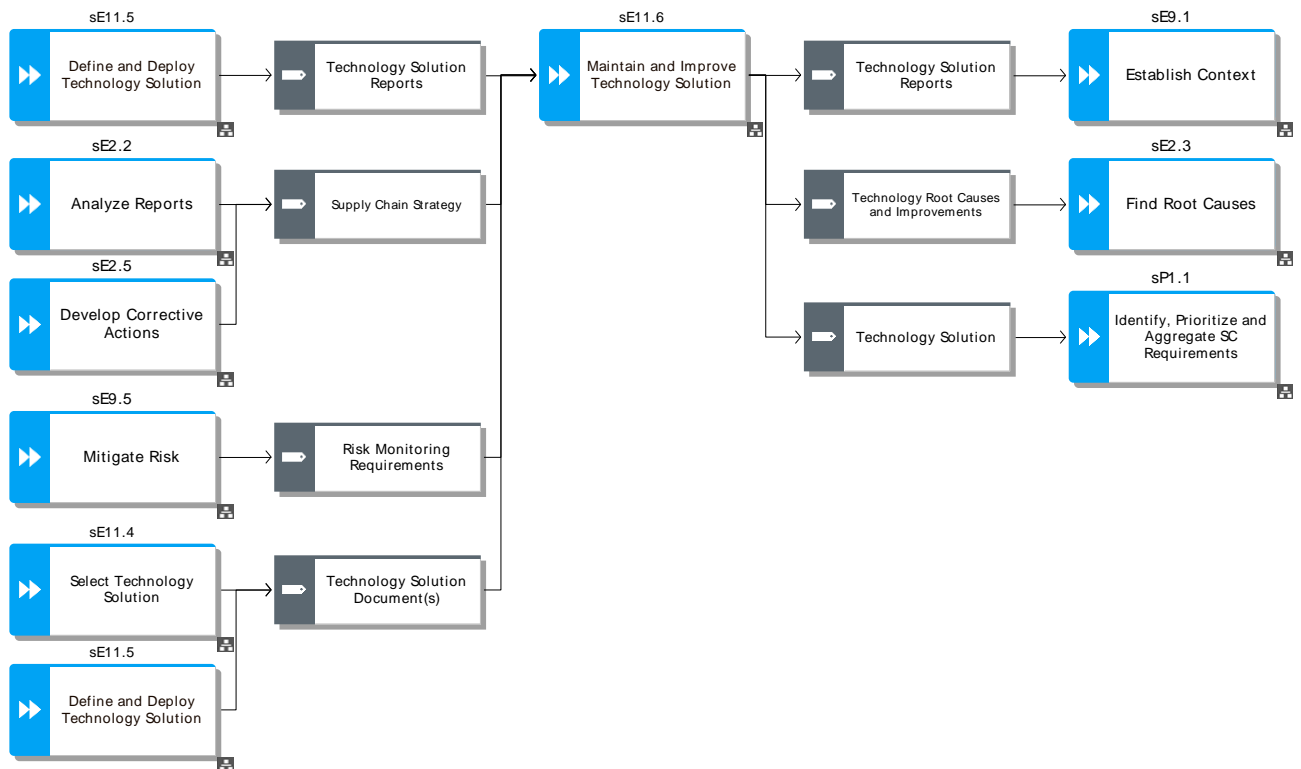 sE11.5
Define and Deploy
Technology Solution
Technology Solution
Reports
sE11.6
Maintain and Improve
Technology Solution
Technology Solution
Reports
sE9.1
Establish Context
sE2.2
Analyze Reports
Supply Chain Strategy
Technology Root Causes
and Improvements
sE2.3
Find Root Causes
sE2.5
Develop Corrective
Actions
Technology Solution
sP1.1
Identify, Prioritize and
Aggregate SC
Requirements
sE9.5
Mitigate Risk
Risk Monitoring
Requirements
sE11.4
Select Technology
Solution
Technology Solution
Document(s)
sE11.5
Define and Deploy
Technology Solution